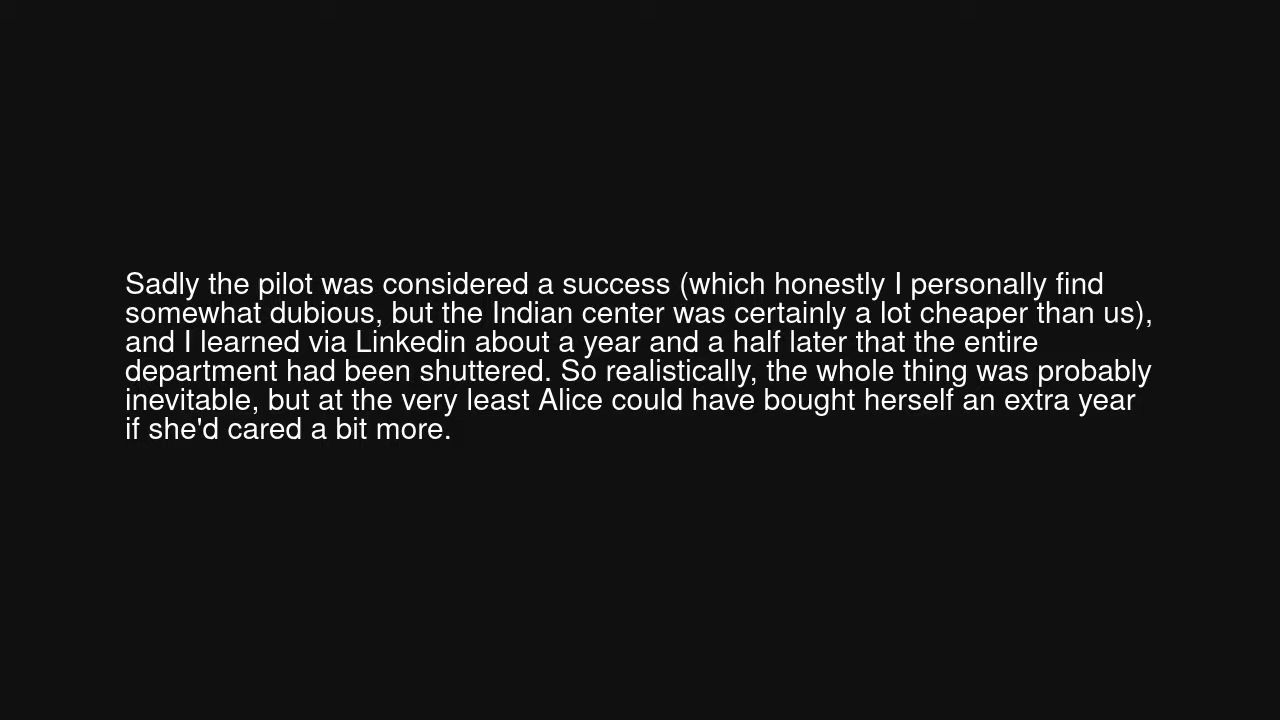 Sadly the pilot was considered a success (which honestly I personally find
somewhat dubious, but the Indian center was certainly a lot cheaper than us),
and I learned via Linkedin about a year and a half later that the entire
department had been shuttered. So realistically, the whole thing was probably
inevitable, but at the very least Alice could have bought herself an extra year
if she'd cared a bit more.